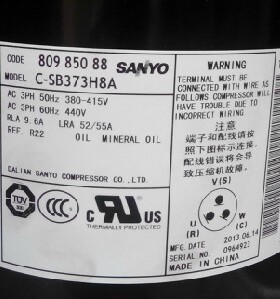 CODE 809 850 88 SANYO
MODEL C-SB373H8A
AC 3PH 50Hz 380-415V
AC 3PH 60Hz 440V
RLA 9.6A LRA 52/55A
REF. R22 OIL MINERAL OIL
DALIAN SANYO COMPRESSOR CO.,LTD.
TÜV
CCC
C UL US
THERMALLY PROTECTED
WARNING
TERMINAL MUST BE
CONNECTED WITH WIRE AS
FOLLOWS COMPRESSOR WILL
HAVE TROUBLE DUE TO
INCORRECT WIRING
注意
端子和配线请按
照下图标示连接.
配线错误将会导
致压缩机故障。
V(S)
U(R)
W(C)
MFG. DATE 2013.06.14
SERIAL NO.
MADE IN CHINA